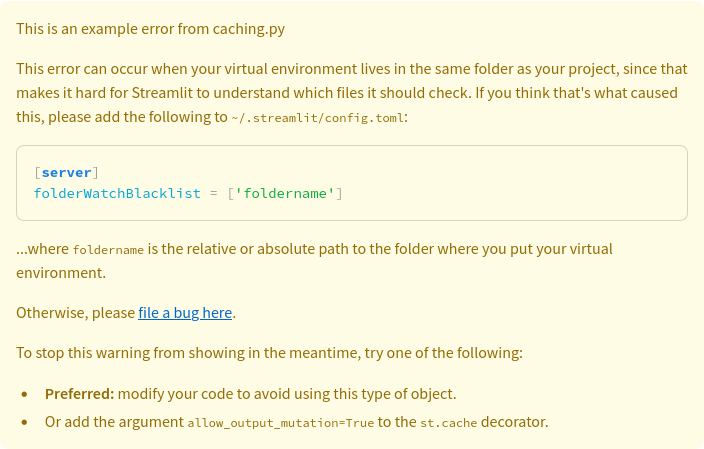 This is an example error from caching.py
This error can occur when your virtual environment lives in the same folder as your project, since that
makes it hard for Streamlit to understand which files it should check. If you think that's what caused
this, please add the following to ~/.streamlit/config.toml:
[server]
folderWatchBlacklist = ['foldername']
...where foldername is the relative or absolute path to the folder where you put your virtual
environment.
Otherwise, please file a bug here.
To stop this warning from showing in the meantime, try one of the following:
• Preferred: modify your code to avoid using this type of object.
• Or add the argument allow_output_mutation=True to the st.cache decorator.